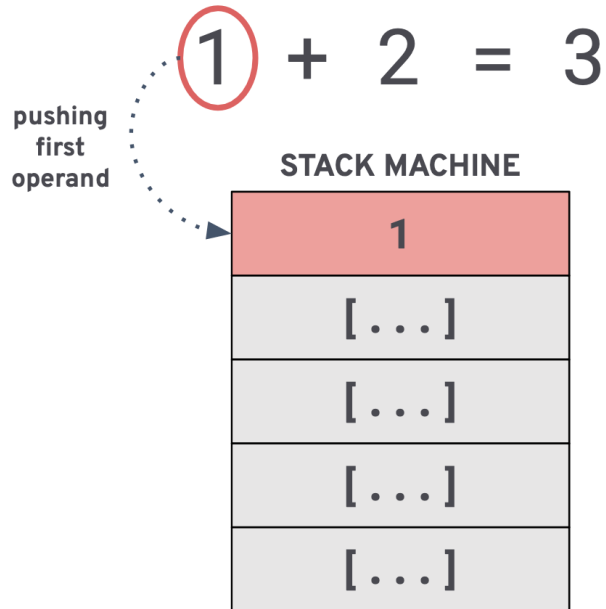 1 + 2 = 3
pushing
first
operand
STACK MACHINE
1
[...]
[...]
[...]
[...]